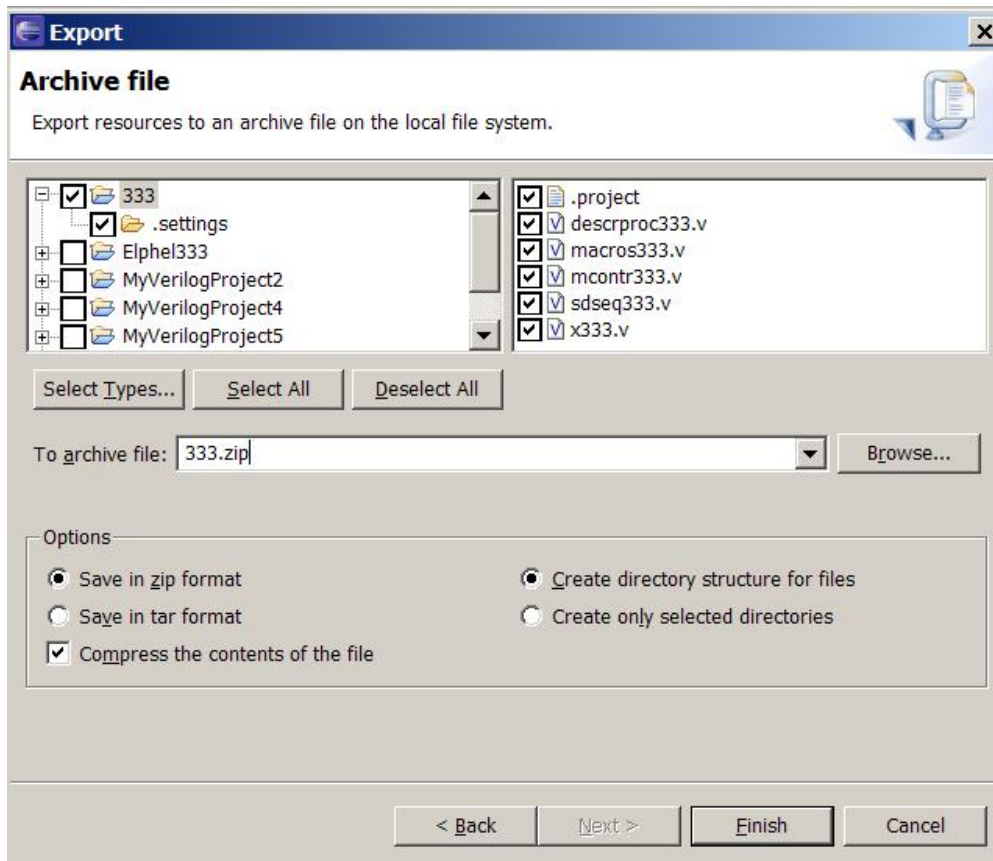 Export
Archive file
Export resources to an archive file on the local file system.
333
.settings
Elphel333
MyVerilogProject2
MyVerilogProject4
MyVerilogProject5
.project
descrproc333.v
macros333.v
mcontr333.v
sdseq333.v
x333.v
Select Types... Select All Deselect All
To archive file: 333.zip Browse...
Options
Save in zip format
Save in tar format
Compress the contents of the file
Create directory structure for files
Create only selected directories
< Back Next > Finish Cancel